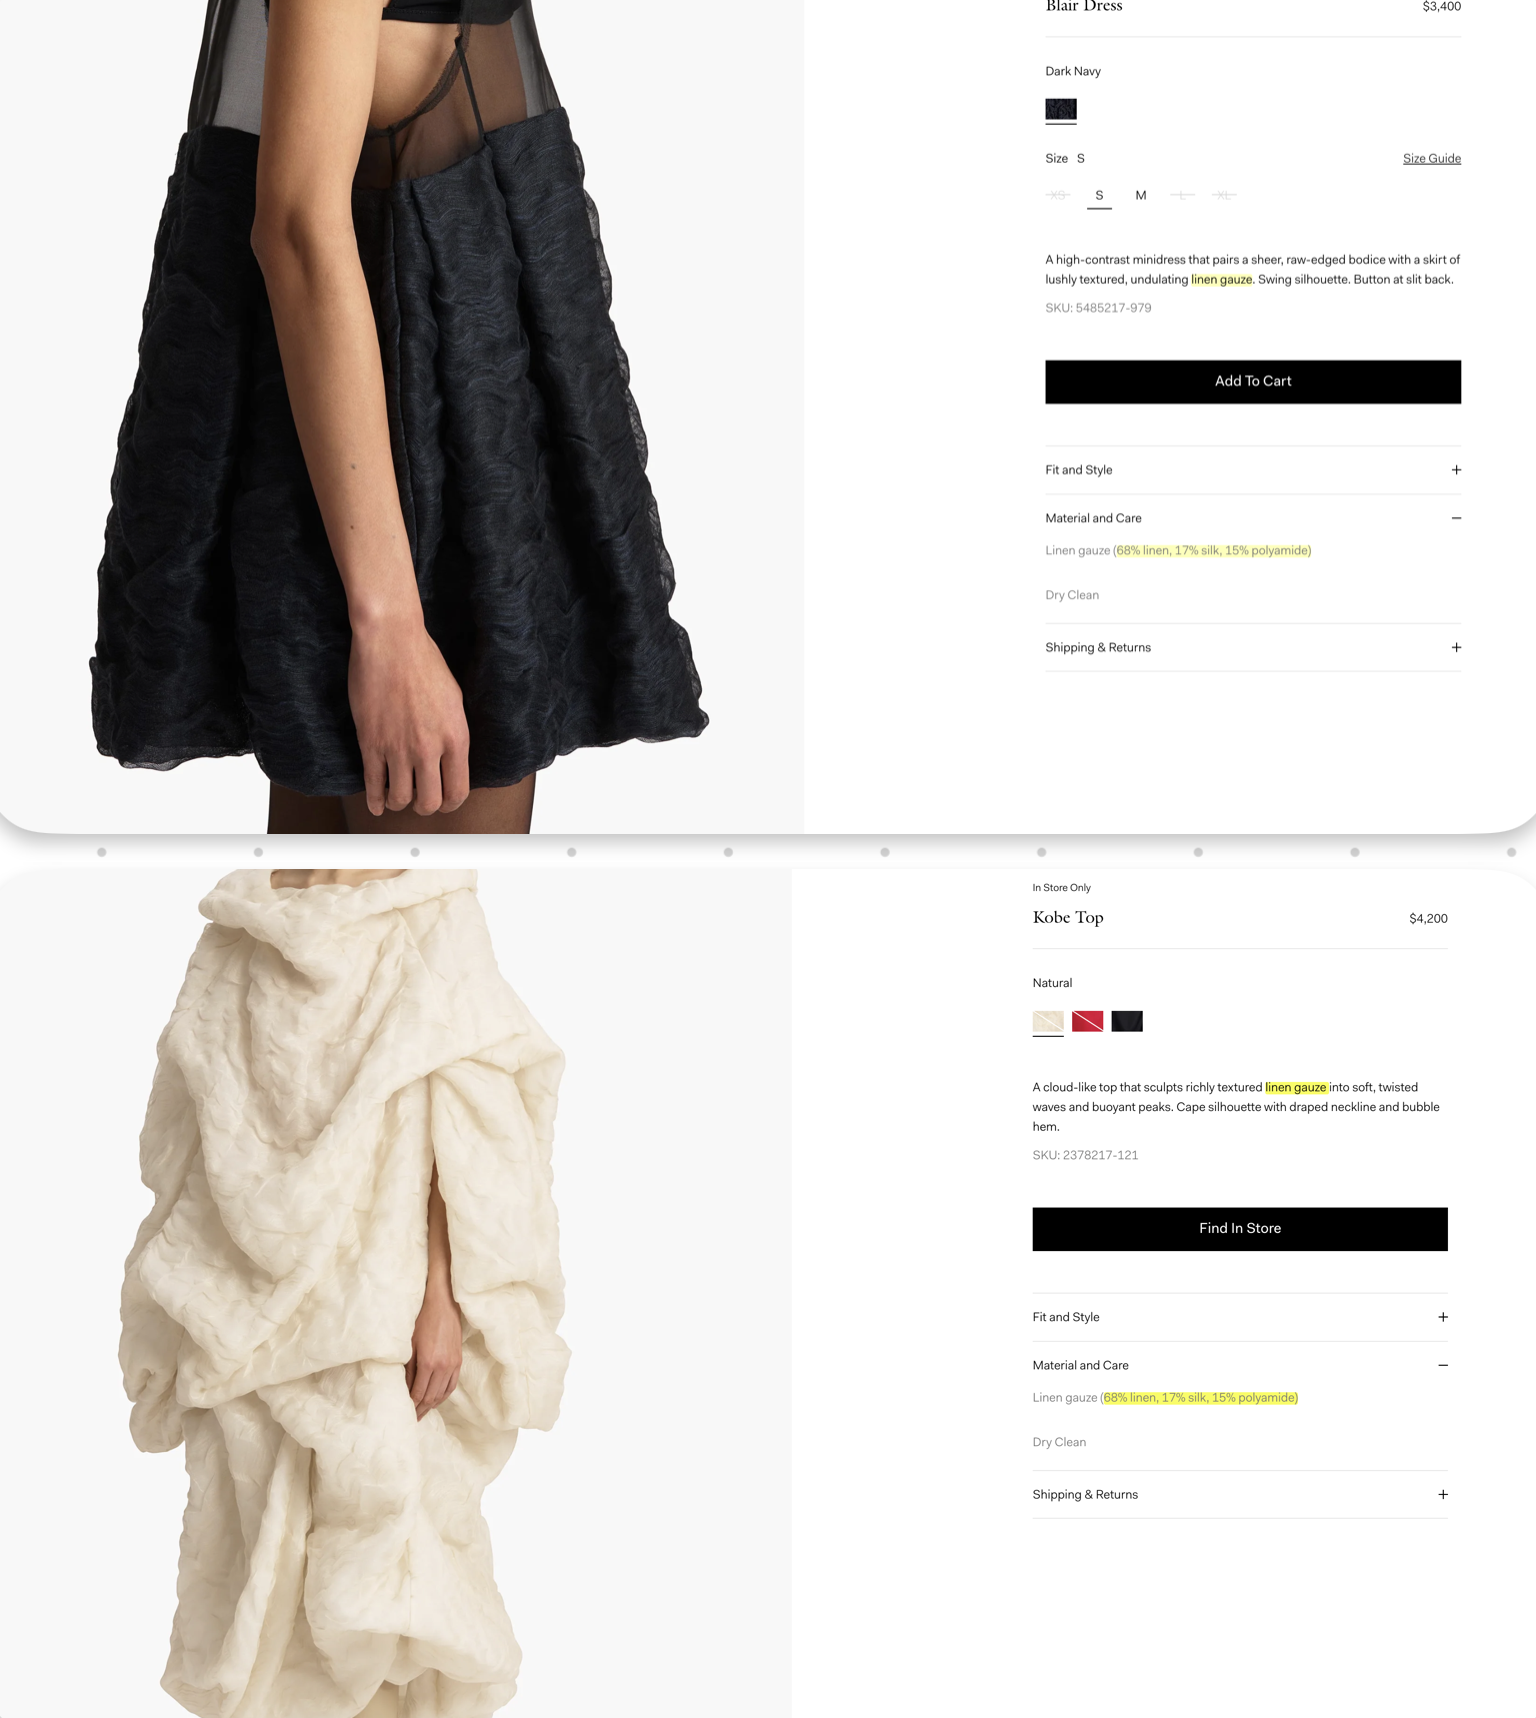 Blair Dress $3,400
Dark Navy
Size S Size Guide
XS S M L XL
A high-contrast minidress that pairs a sheer, raw-edged bodice with a skirt of
lushly textured, undulating linen gauze. Swing silhouette. Button at slit back.
SKU: 5485217-979
Add To Cart
Fit and Style
Material and Care
Linen gauze (68% linen, 17% silk, 15% polyamide)
Dry Clean
Shipping & Returns
In Store Only
Kobe Top $4,200
Natural
A cloud-like top that sculpts richly textured linen gauze into soft, twisted
waves and buoyant peaks. Cape silhouette with draped neckline and bubble
hem.
SKU: 2378217-121
Find In Store
Fit and Style
Material and Care
Linen gauze (68% linen, 17% silk, 15% polyamide)
Dry Clean
Shipping & Returns